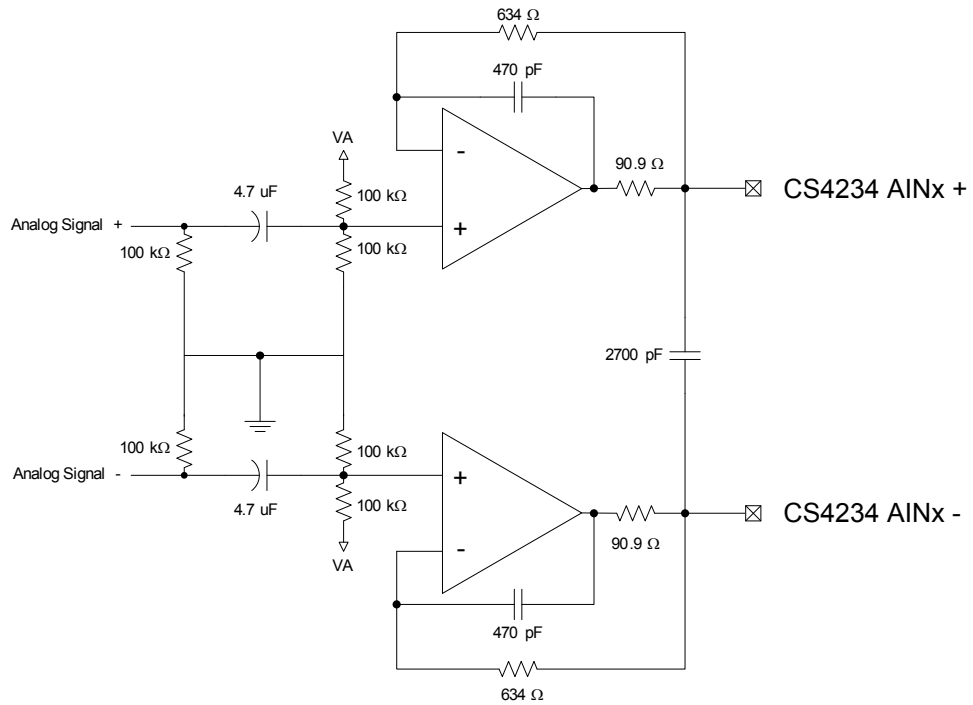 634 Ω
470 pF
VA
4.7 uF
100 kΩ
90.9 Ω
CS4234 AINx +
Analog Signal +
100 kΩ
100 kΩ
-
+
2700 pF
100 kΩ
100 kΩ
Analog Signal -
4.7 uF
100 kΩ
VA
+
-
CS4234 AINx -
90.9 Ω
470 pF
634 Ω